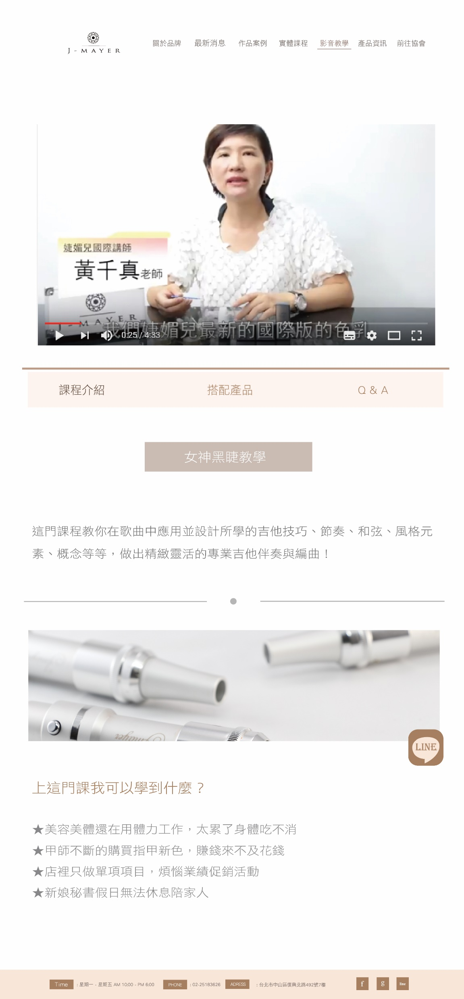 J - MAYER
關於品牌 最新消息 作品案例 實體課程 影音教學 產品資訊 前往協會
婕媚兒國際講師
黃千真老師
J-MAYER
我們婕媚兒最新的國際版的色乳
0:25 / 4:33
課程介紹 搭配產品 Q & A
女神黑睫教學
這門課程教你在歌曲中應用並設計所學的吉他技巧、節奏、和弦、風格元
素、概念等等，做出精緻靈活的專業吉他伴奏與編曲！
Jmayer
LINE
上這門課我可以學到什麼？
★美容美體還在用體力工作，太累了身體吃不消
★甲師不斷的購買指甲新色，賺錢來不及花錢
★店裡只做單項項目，煩惱業績促銷活動
★新娘秘書假日無法休息陪家人
Time : 星期一 - 星期五 AM 10:00 - PM 6:00 PHONE : 02-25183626 ADRESS : 台北市中山區復興北路492號7樓 f g line